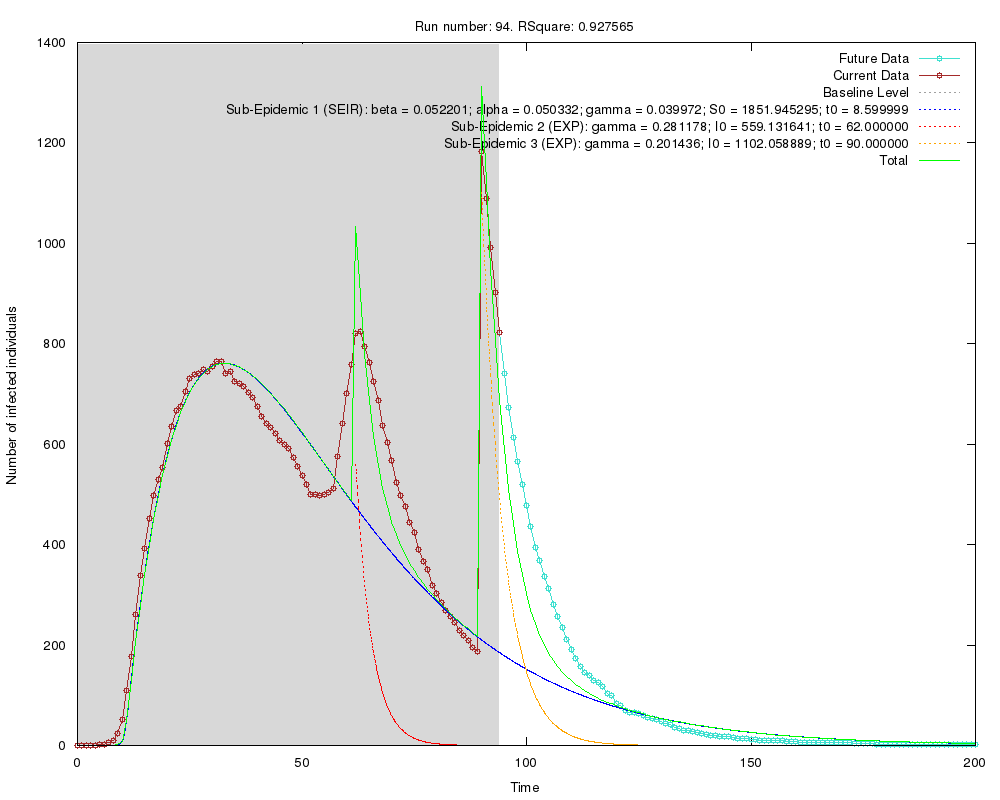 Run number: 94. RSquare: 0.927565
Future Data
Current Data
Baseline Level
Sub-Epidemic 1 (SEIR): beta = 0.052201; alpha = 0.050332; gamma = 0.039972; S0 = 1851.945295; t0 = 8.599999
Sub-Epidemic 2 (EXP): gamma = 0.281178; I0 = 559.131641; t0 = 62.000000
Sub-Epidemic 3 (EXP): gamma = 0.201436; I0 = 1102.058889; t0 = 90.000000
Total
Number of infected individuals
1400
1200
1000
800
600
400
200
0
0 50 100 150 200
Time